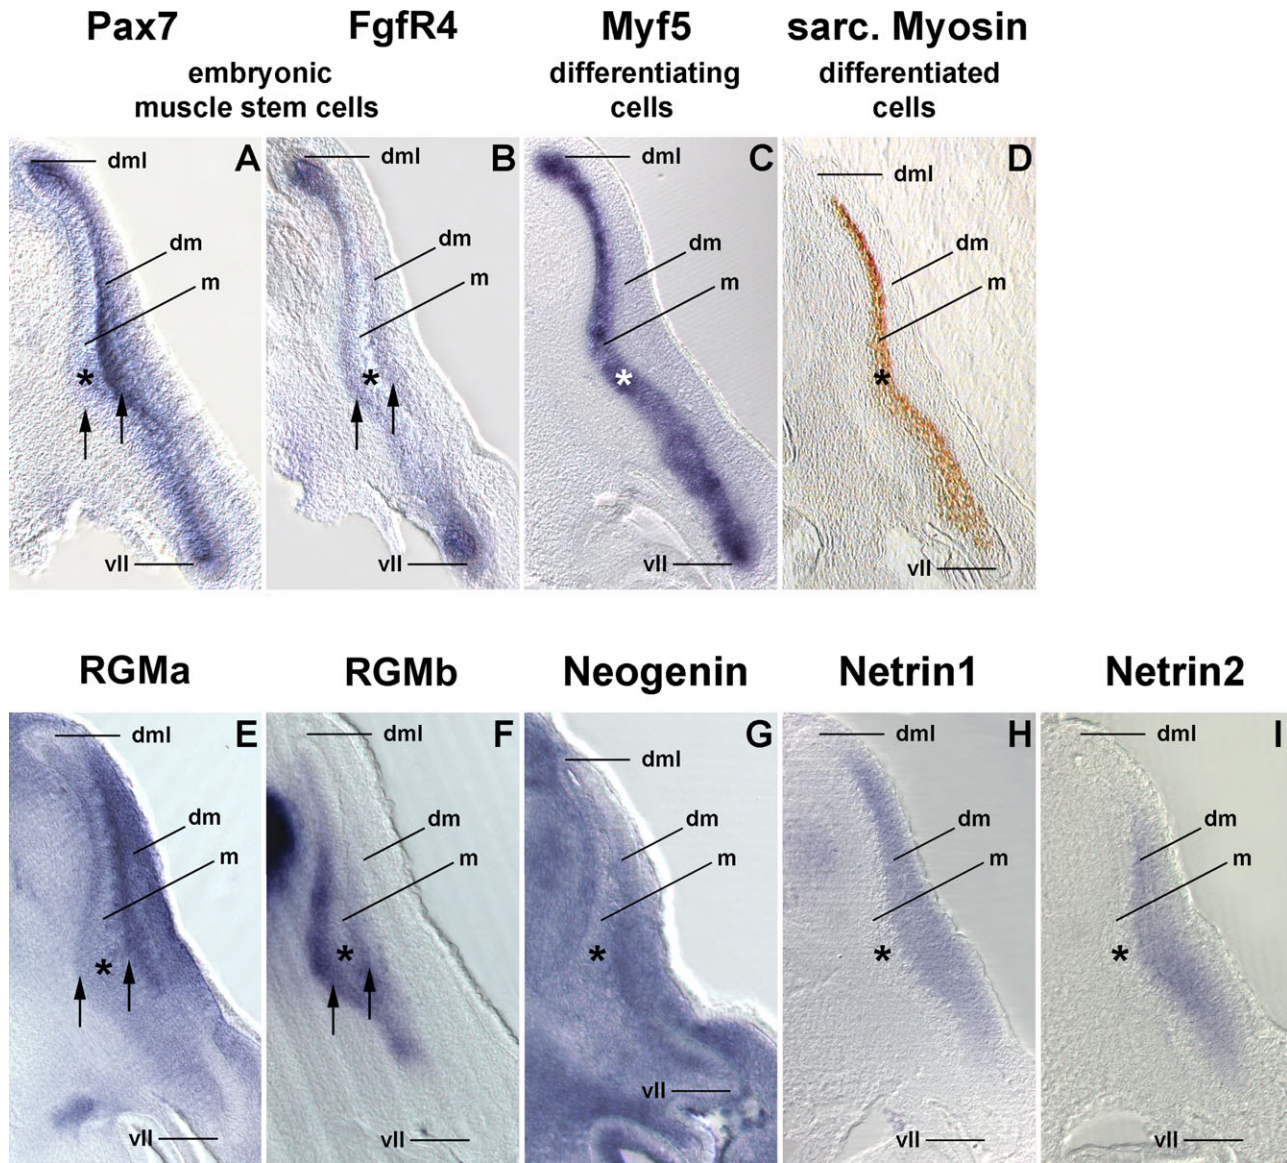 Pax7 FgfR4 Myf5 sarc. Myosin
embryonic differentiating differentiated
muscle stem cells cells cells
A B C D
dml dml dml dml
dm dm dm dm
m m m m
* * * *
vll vll vll vll
RGMa RGMb Neogenin Netrin1 Netrin2
E F G H I
dml dml dml dml dml
dm dm dm dm dm
m m m m m
* * * * *
vll vll vll vll vll